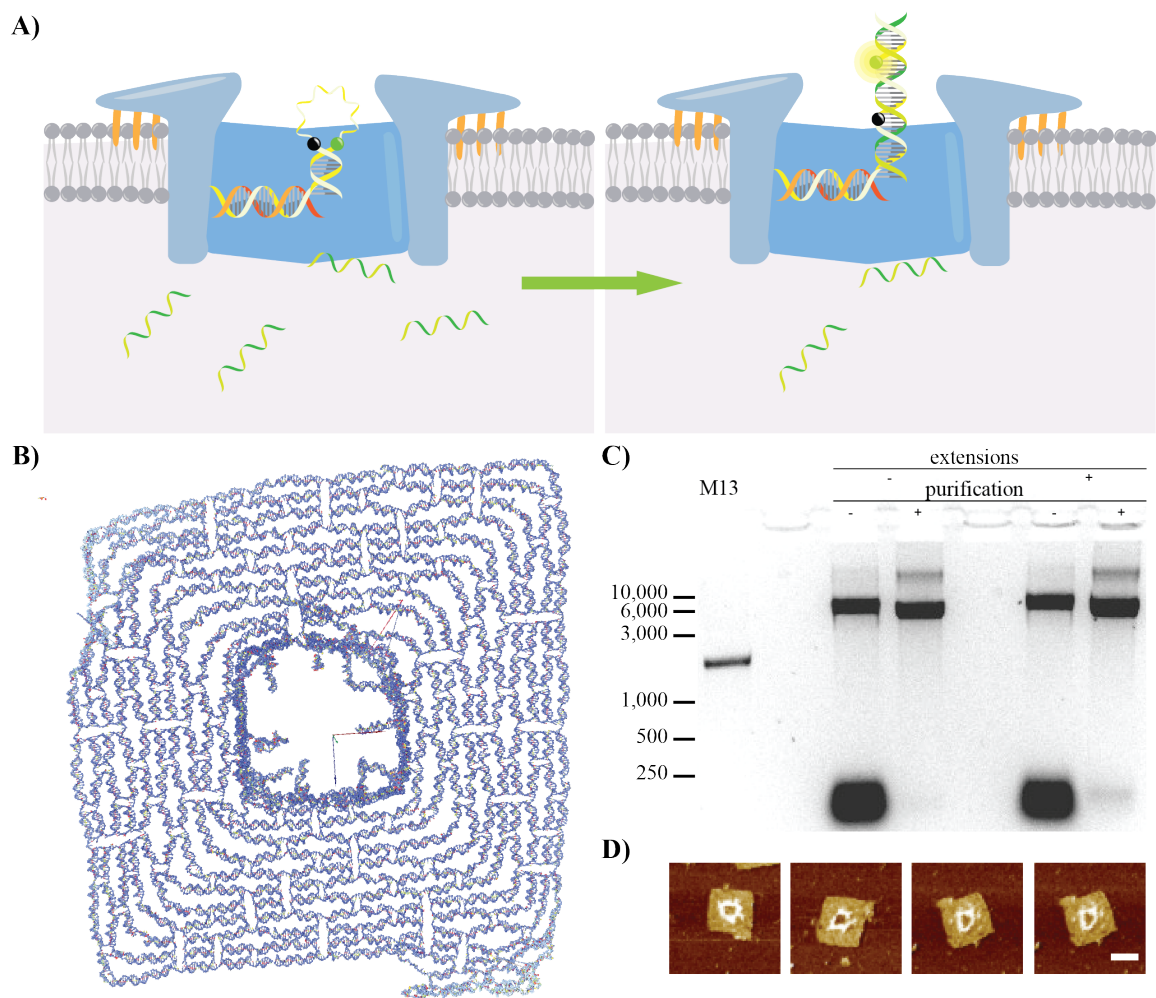 A)
B)
C)
extensions
- +
M13
purification
- + - +
10,000
6,000
3,000
1,000
500
250
D)